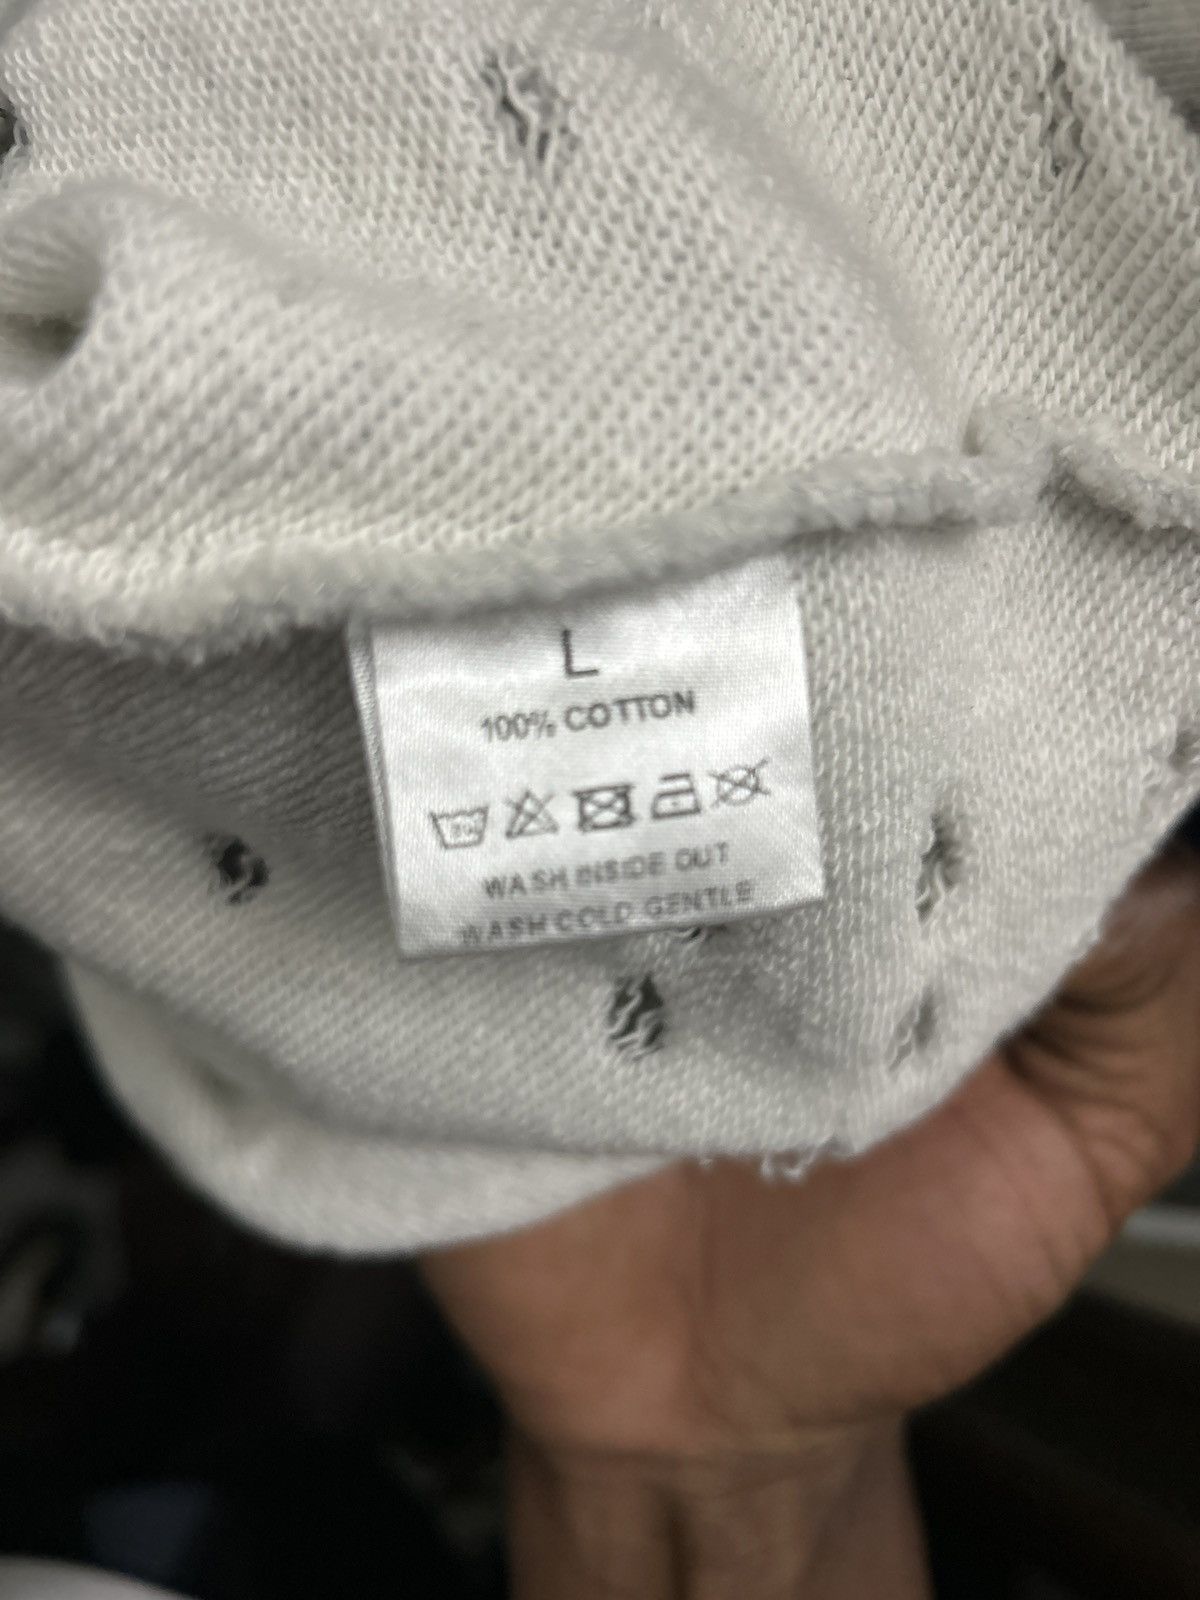 L
100% COTTON
WASH INSIDE OUT
WASH COLD GENTLE